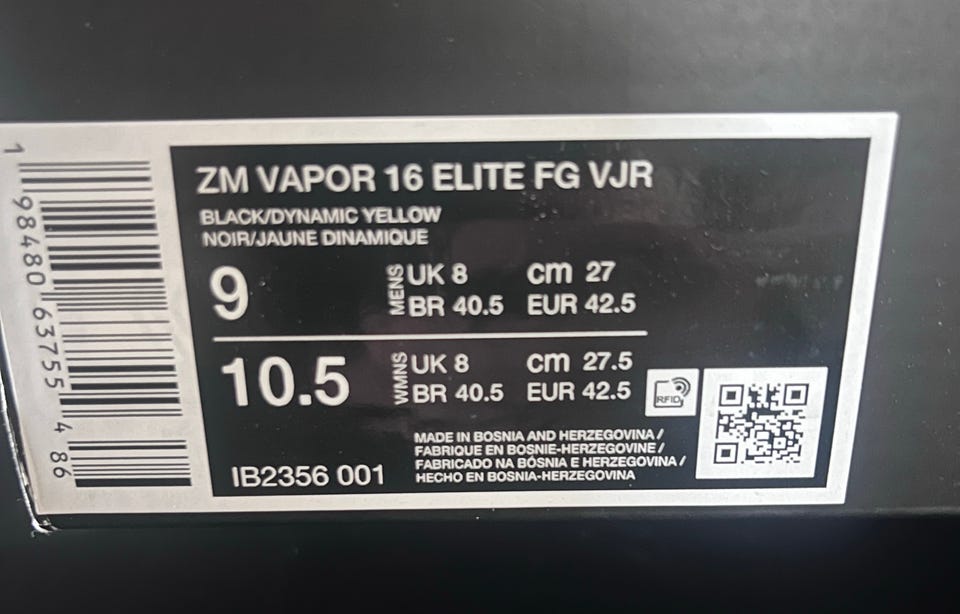 ZM VAPOR 16 ELITE FG VJR
BLACK/DYNAMIC YELLOW
NOIR/JAUNE DINAMIQUE
9
MENS
UK 8 cm 27
BR 40.5 EUR 42.5
10.5
WMNS
UK 8 cm 27.5
BR 40.5 EUR 42.5
RFID
MADE IN BOSNIA AND HERZEGOVINA /
FABRIQUE EN BOSNIE-HERZEGOVINE /
FABRICADO NA BÓSNIA E HERZEGOVINA /
HECHO EN BOSNIA-HERZEGOVINA
IB2356 001
1 98480 63755 4 86